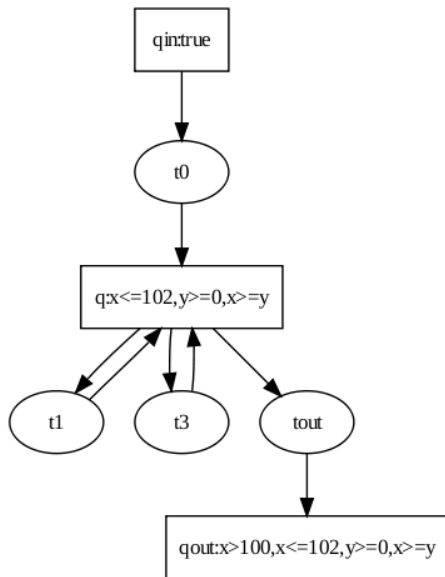 qin:true
t0
q:x<=102,y>=0,x>=y
t1
t3
tout
qout:x>100,x<=102,y>=0,x>=y